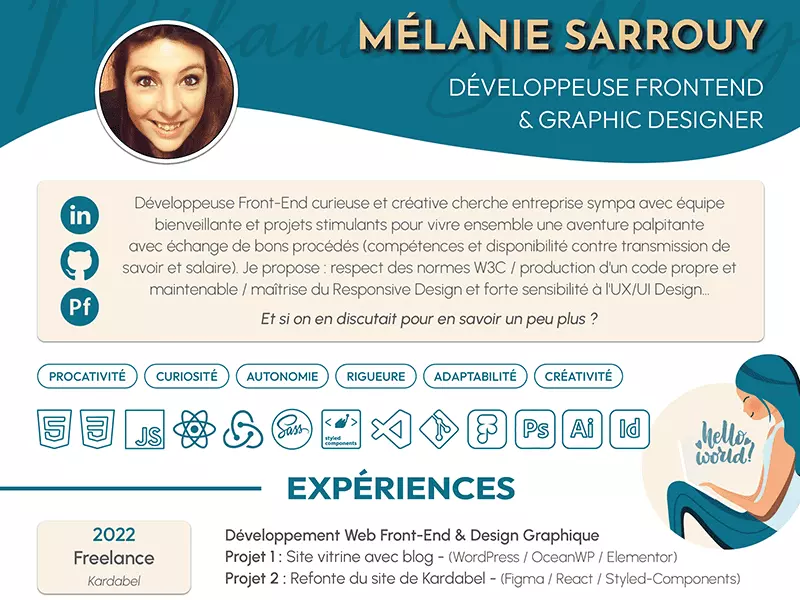 MÉLANIE SARROUY
DÉVELOPPEUSE FRONTEND
& GRAPHIC DESIGNER
in
Pf
Développeuse Front-End curieuse et créative cherche entreprise sympa avec équipe
bienveillante et projets stimulants pour vivre ensemble une aventure palpitante
avec échange de bons procédés (compétences et disponibilité contre transmission de
savoir et salaire). Je propose : respect des normes W3C / production d'un code propre et
maintenable / maîtrise du Responsive Design et forte sensibilité à l'UX/UI Design...
Et si on en discutait pour en savoir un peu plus ?
PROCATIVITÉ CURIOSITÉ AUTONOMIE RIGUEURE ADAPTABILITÉ CRÉATIVITÉ
5 3 JS Sass styled components Ps Ai Id
hello
world!
EXPÉRIENCES
2022
Freelance
Kardabel
Développement Web Front-End & Design Graphique
Projet 1 : Site vitrine avec blog - (WordPress / OceanWP / Elementor)
Projet 2 : Refonte du site de Kardabel - (Figma / React / Styled-Components)